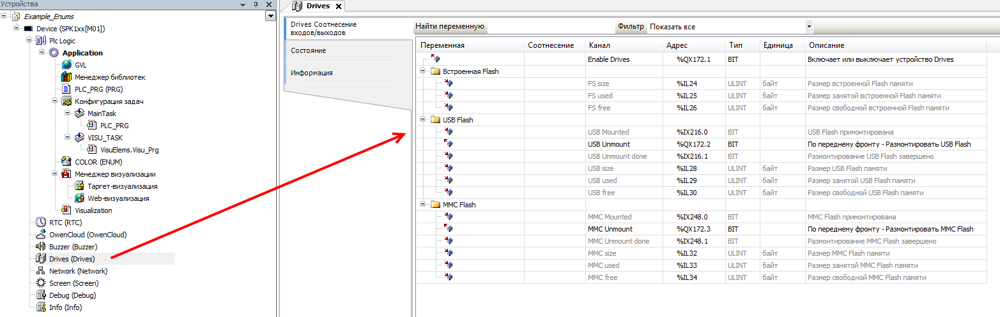 Устройства
Example_Enums
Device (SPK1xx[M01])
Plc Logic
Application
GVL
Менеджер библиотек
PLC_PRG (PRG)
Конфигурация задач
MainTask
PLC_PRG
VISU_TASK
VisuElems.Visu_Prg
COLOR (ENUM)
Менеджер визуализации
Таргет-визуализация
Web-визуализация
Visualization
RTC (RTC)
OwenCloud (OwenCloud)
Buzzer (Buzzer)
Drives (Drives)
Network (Network)
Screen (Screen)
Debug (Debug)
Info (Info)
Drives
Drives Соотнесение
входов/выходов
Состояние
Информация
Найти переменную Фильтр Показать все
Переменная Соотнесение Канал Адрес Тип Единица Описание
Enable Drives %QX172.1 BIT Включает или выключает устройство Drives
Встроенная Flash
FS size %IL24 ULINT байт Размер встроенной Flash памяти
FS used %IL25 ULINT байт Размер занятой встроенной Flash памяти
FS free %IL26 ULINT байт Размер свободной встроенной Flash памяти
USB Flash
USB Mounted %IX216.0 BIT USB Flash примонтирована
USB Unmount %QX172.2 BIT По переднему фронту - Размонтировать USB Flash
USB Unmount done %IX216.1 BIT Размонтирование USB Flash завершено
USB size %IL28 ULINT байт Размер USB Flash памяти
USB used %IL29 ULINT байт Размер занятой USB Flash памяти
USB free %IL30 ULINT байт Размер свободной USB Flash памяти
MMC Flash
MMC Mounted %IX248.0 BIT MMC Flash примонтирована
MMC Unmount %QX172.3 BIT По переднему фронту - Размонтировать MMC Flash
MMC Unmount done %IX248.1 BIT Размонтирование MMC Flash завершено
MMC size %IL32 ULINT байт Размер MMC Flash памяти
MMC used %IL33 ULINT байт Размер занятой MMC Flash памяти
MMC free %IL34 ULINT байт Размер свободной MMC Flash памяти